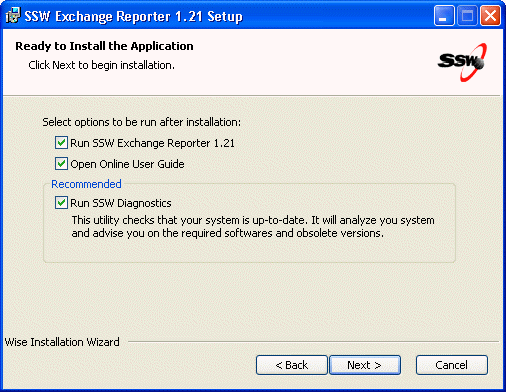 SSW Exchange Reporter 1.21 Setup
Ready to Install the Application
Click Next to begin installation.
SSW
Select options to be run after installation:
Run SSW Exchange Reporter 1.21
Open Online User Guide
Recommended
Run SSW Diagnostics
This utility checks that your system is up-to-date. It will analyze you system
and advise you on the required softwares and obsolete versions.
Wise Installation Wizard
< Back
Next >
Cancel